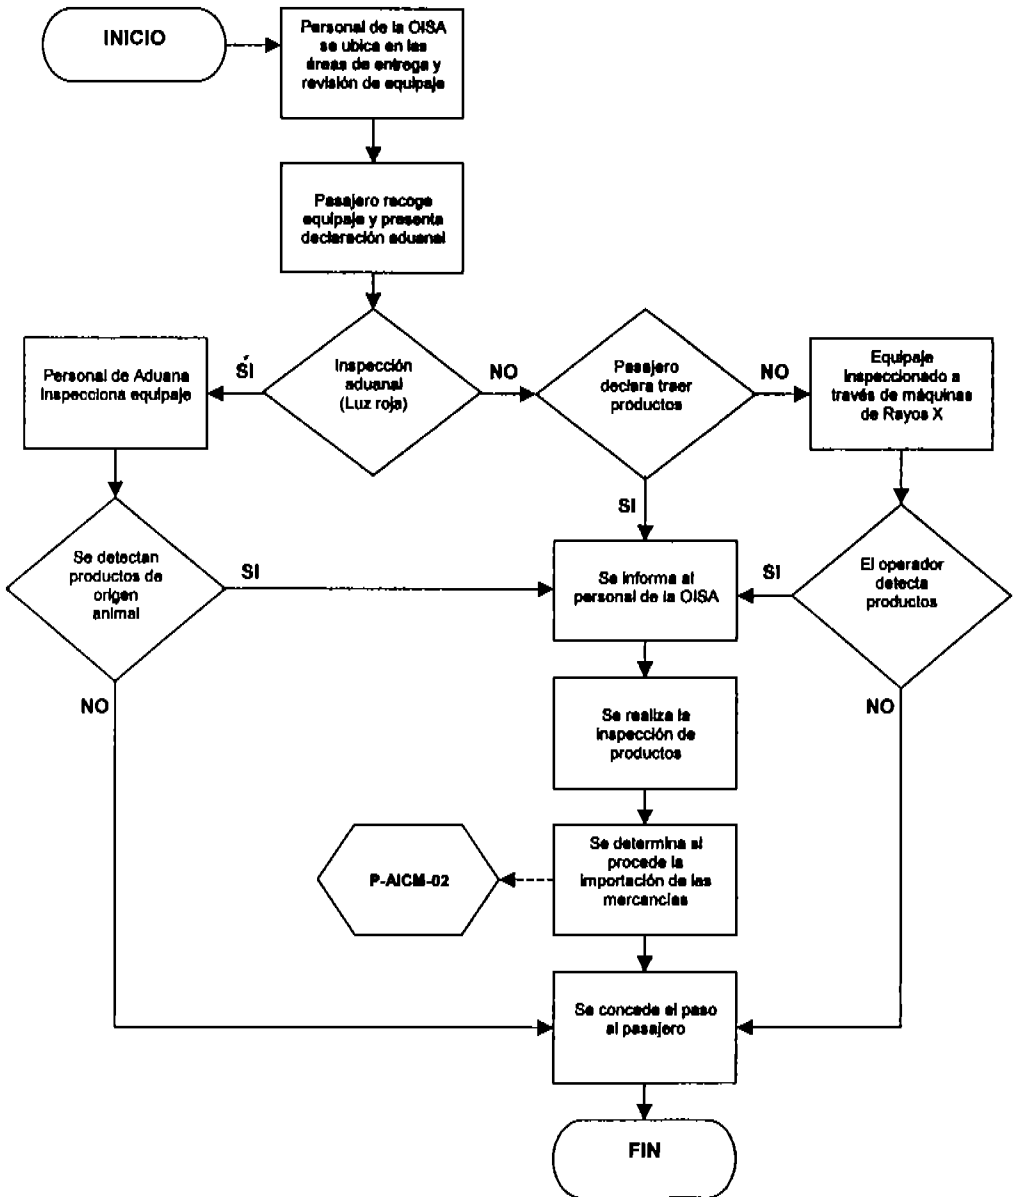 INICIO
Personal de la OISA
se ubica en las
áreas de entrega y
revisión de equipaje
Pasajero recoge
equipaje y presenta
declaración aduanal
Inspección
aduanal
(Luz roja)
SI
NO
Personal de Aduana
Inspecciona equipaje
Pasajero
declara traer
productos
NO
SI
Equipaje
inspeccionado a
través de máquinas
de Rayos X
Se detectan
productos de
origen
animal
SI
NO
Se informa al
personal de la OISA
SI
El operador
detecta
productos
NO
Se realiza la
inspección de
productos
Se determina si
procede la
importación de las
mercancías
P-AICM-02
Se concede el paso
al pasajero
FIN